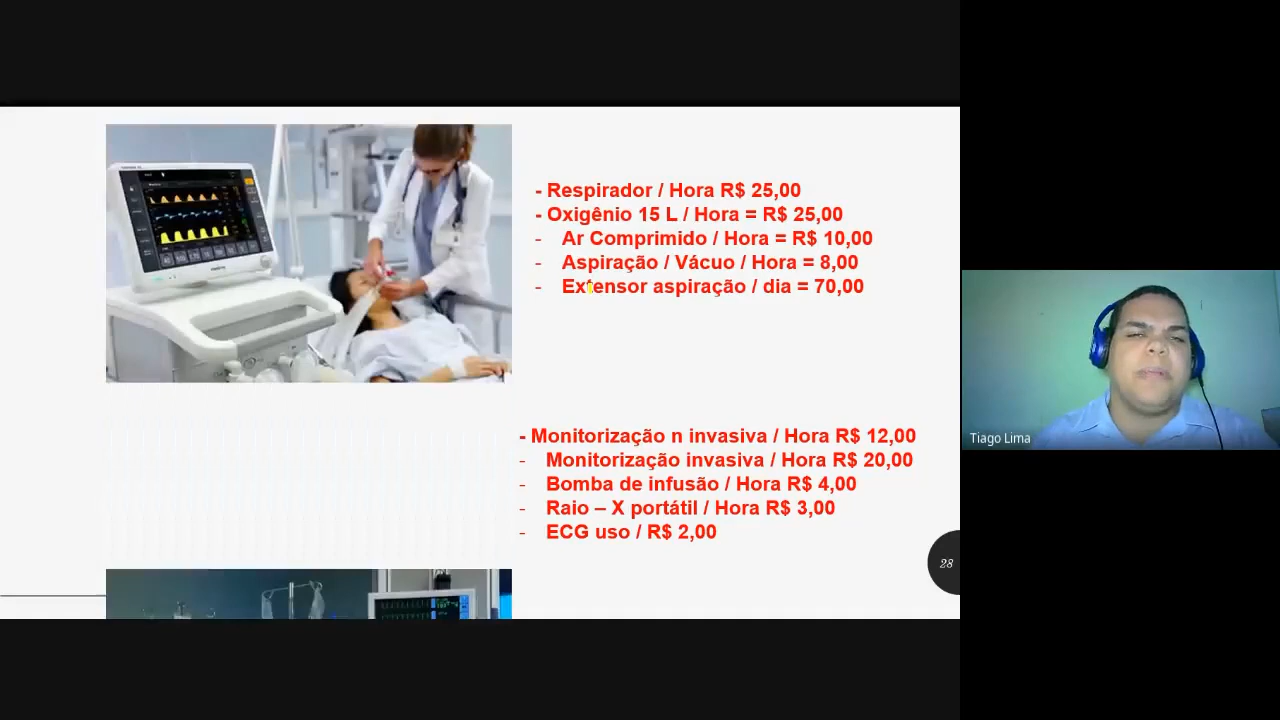 - Respirador / Hora R$ 25,00
- Oxigênio 15 L / Hora = R$ 25,00
- Ar Comprimido / Hora = R$ 10,00
- Aspiração / Vácuo / Hora = 8,00
- Extensor aspiração / dia = 70,00
- Monitorização n invasiva / Hora R$ 12,00
- Monitorização invasiva / Hora R$ 20,00
- Bomba de infusão / Hora R$ 4,00
- Raio – X portátil / Hora R$ 3,00
- ECG uso / R$ 2,00
28
Tiago Lima